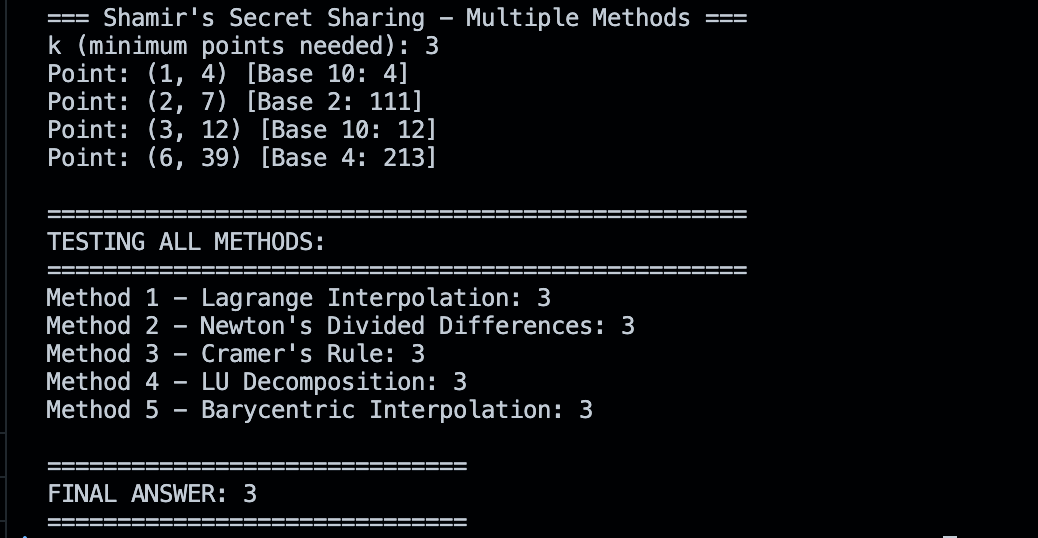 === Shamir's Secret Sharing - Multiple Methods ===
k (minimum points needed): 3
Point: (1, 4) [Base 10: 4]
Point: (2, 7) [Base 2: 111]
Point: (3, 12) [Base 10: 12]
Point: (6, 39) [Base 4: 213]
==================================================
TESTING ALL METHODS:
==================================================
Method 1 - Lagrange Interpolation: 3
Method 2 - Newton's Divided Differences: 3
Method 3 - Cramer's Rule: 3
Method 4 - LU Decomposition: 3
Method 5 - Barycentric Interpolation: 3
==============================
FINAL ANSWER: 3
==============================